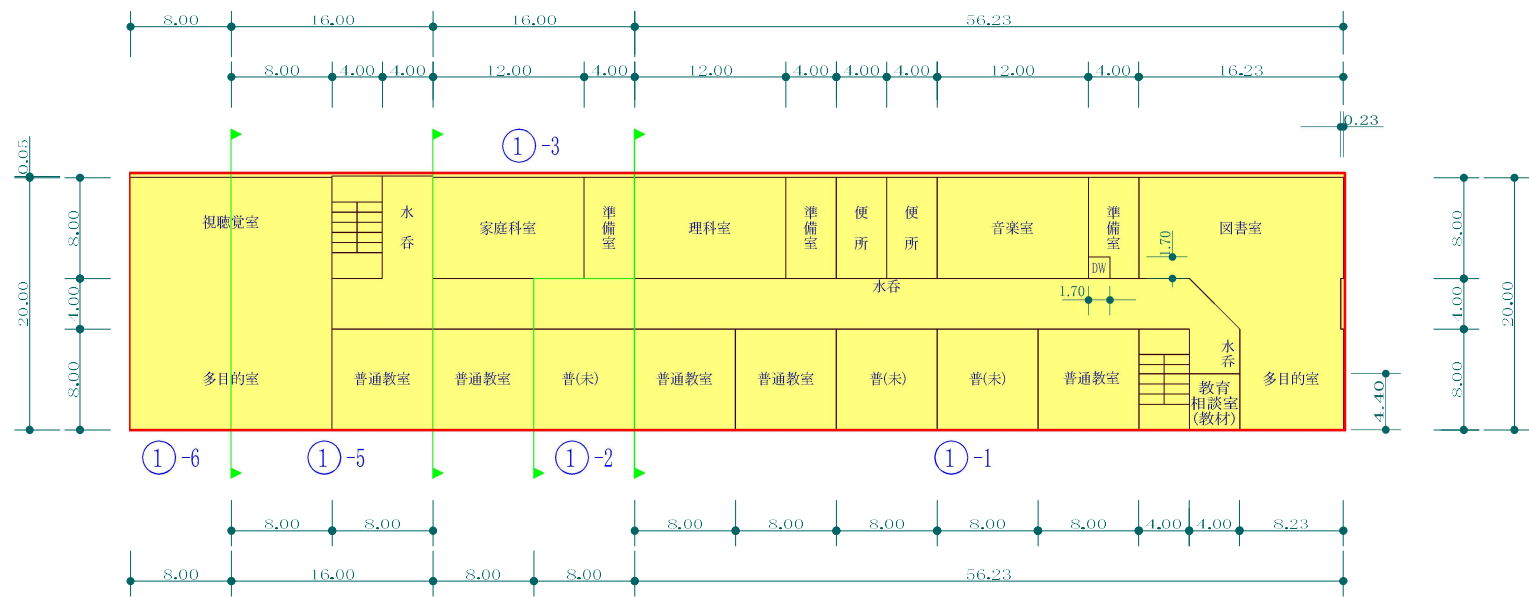 8.00 16.00 16.00 56.23
8.00 4.00 4.00 12.00 4.00 12.00 4.00 4.00 4.00 12.00 4.00 16.23
0.23
①-3
0.05
20.00
8.00
4.00
8.00
視聴覚室
水呑
家庭科室
準備室
理科室
準備室
便所
便所
音楽室
準備室
図書室
DW
1.70
1.70
水呑
多目的室
普通教室
普通教室
普(未)
普通教室
普通教室
普(未)
普(未)
普通教室
水呑
教育
相談室
(教材)
多目的室
4.40
8.00
4.00
8.00
20.00
①-6
①-5
①-2
①-1
8.00 8.00 8.00 8.00 8.00 8.00 8.00 4.00 4.00 8.23
8.00 16.00 8.00 8.00 56.23